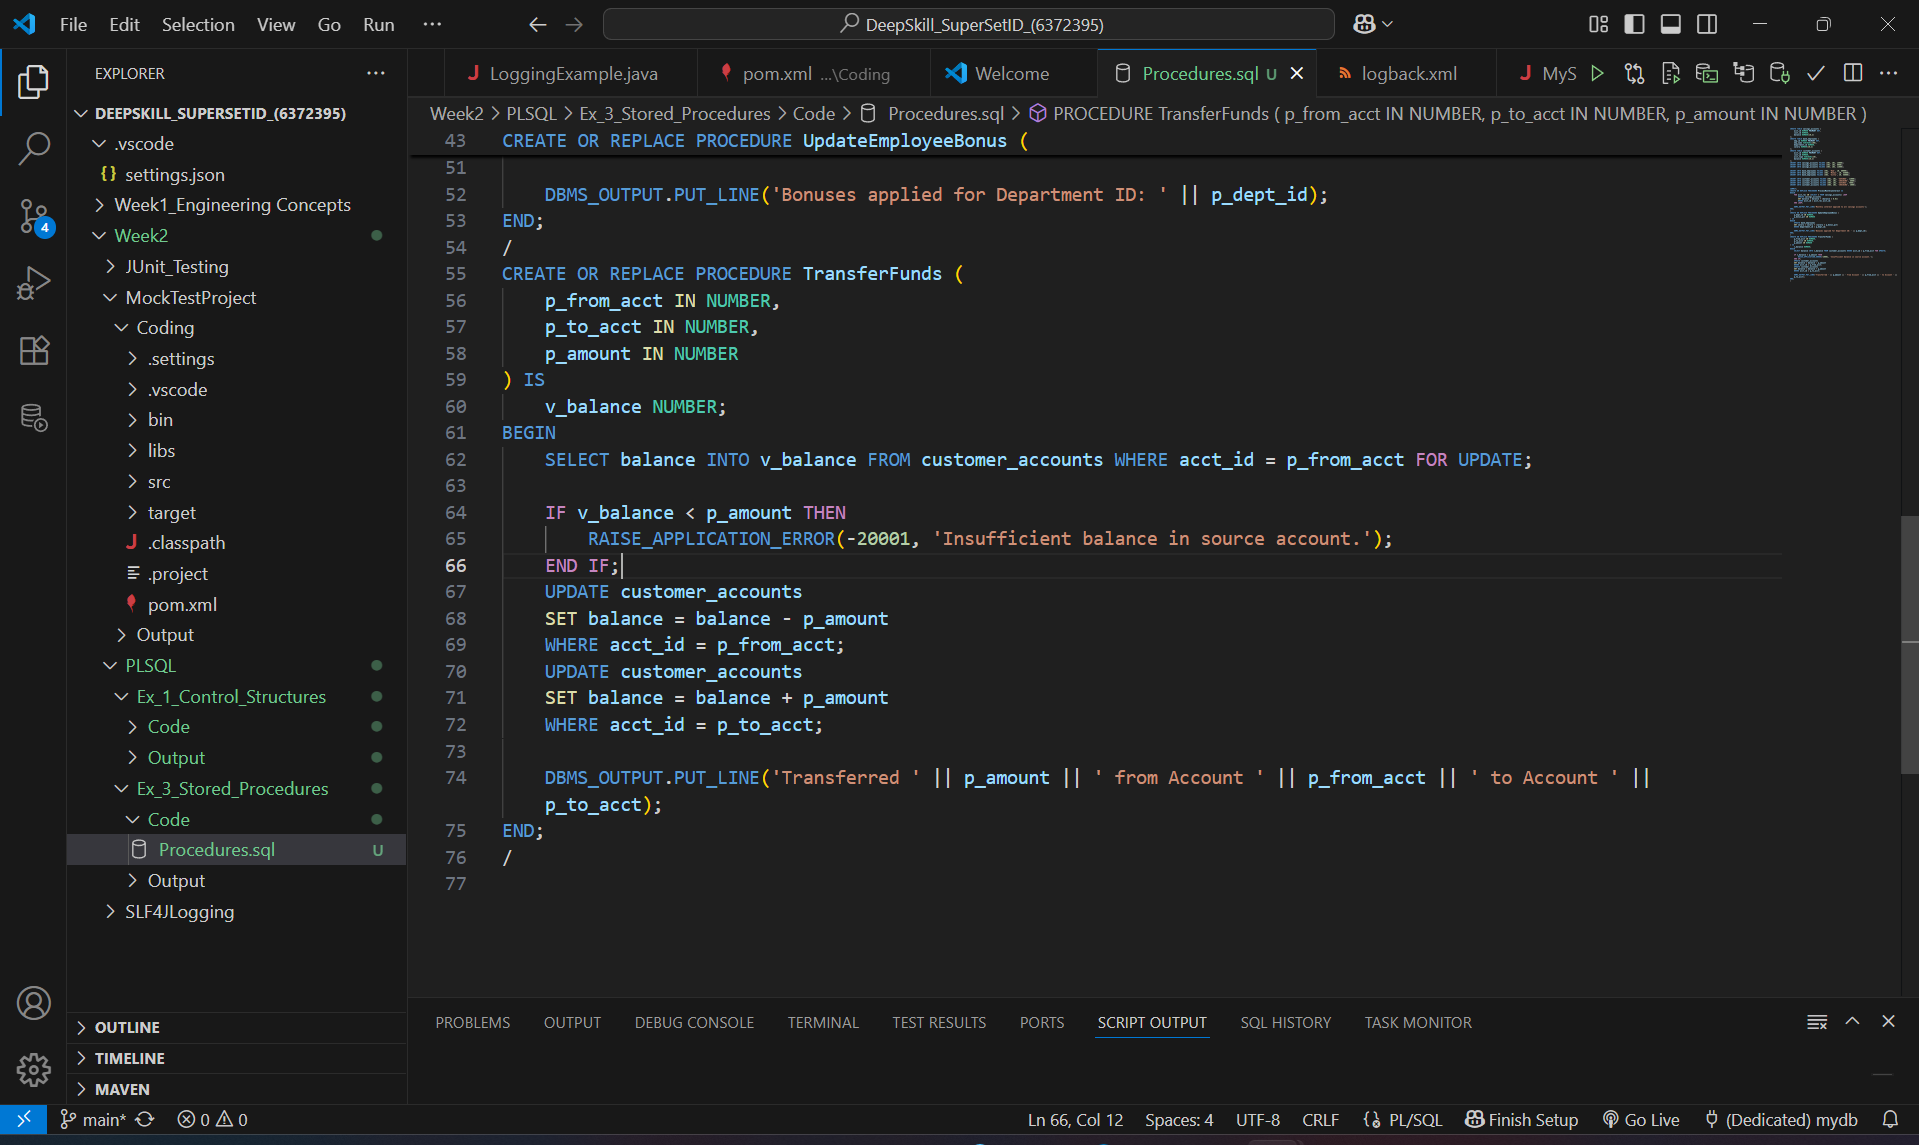 File Edit Selection View Go Run ···
DeepSkill_SuperSetID_(6372395)
EXPLORER ···
DEEPSKILL_SUPERSETID_(6372395)
.vscode
{} settings.json
Week1_Engineering Concepts
Week2
JUnit_Testing
MockTestProject
Coding
.settings
.vscode
bin
libs
src
target
J .classpath
.project
pom.xml
Output
PLSQL
Ex_1_Control_Structures
Code
Output
Ex_3_Stored_Procedures
Code
Procedures.sql U
Output
SLF4JLogging
OUTLINE
TIMELINE
MAVEN
4
J LoggingExample.java
pom.xml ...\Coding
Welcome
Procedures.sql U
logback.xml
J MyS
Week2 > PLSQL > Ex_3_Stored_Procedures > Code > Procedures.sql > PROCEDURE TransferFunds ( p_from_acct IN NUMBER, p_to_acct IN NUMBER, p_amount IN NUMBER )
43 CREATE OR REPLACE PROCEDURE UpdateEmployeeBonus (
51
52 DBMS_OUTPUT.PUT_LINE('Bonuses applied for Department ID: ' || p_dept_id);
53 END;
54 /
55 CREATE OR REPLACE PROCEDURE TransferFunds (
56 p_from_acct IN NUMBER,
57 p_to_acct IN NUMBER,
58 p_amount IN NUMBER
59 ) IS
60 v_balance NUMBER;
61 BEGIN
62 SELECT balance INTO v_balance FROM customer_accounts WHERE acct_id = p_from_acct FOR UPDATE;
63
64 IF v_balance < p_amount THEN
65 RAISE_APPLICATION_ERROR(-20001, 'Insufficient balance in source account.');
66 END IF;
67 UPDATE customer_accounts
68 SET balance = balance - p_amount
69 WHERE acct_id = p_from_acct;
70 UPDATE customer_accounts
71 SET balance = balance + p_amount
72 WHERE acct_id = p_to_acct;
73
74 DBMS_OUTPUT.PUT_LINE('Transferred ' || p_amount || ' from Account ' || p_from_acct || ' to Account ' ||
p_to_acct);
75 END;
76 /
77
PROBLEMS OUTPUT DEBUG CONSOLE TERMINAL TEST RESULTS PORTS SCRIPT OUTPUT SQL HISTORY TASK MONITOR
main* 0 0 Ln 66, Col 12 Spaces: 4 UTF-8 CRLF {} PL/SQL Finish Setup Go Live (Dedicated) mydb